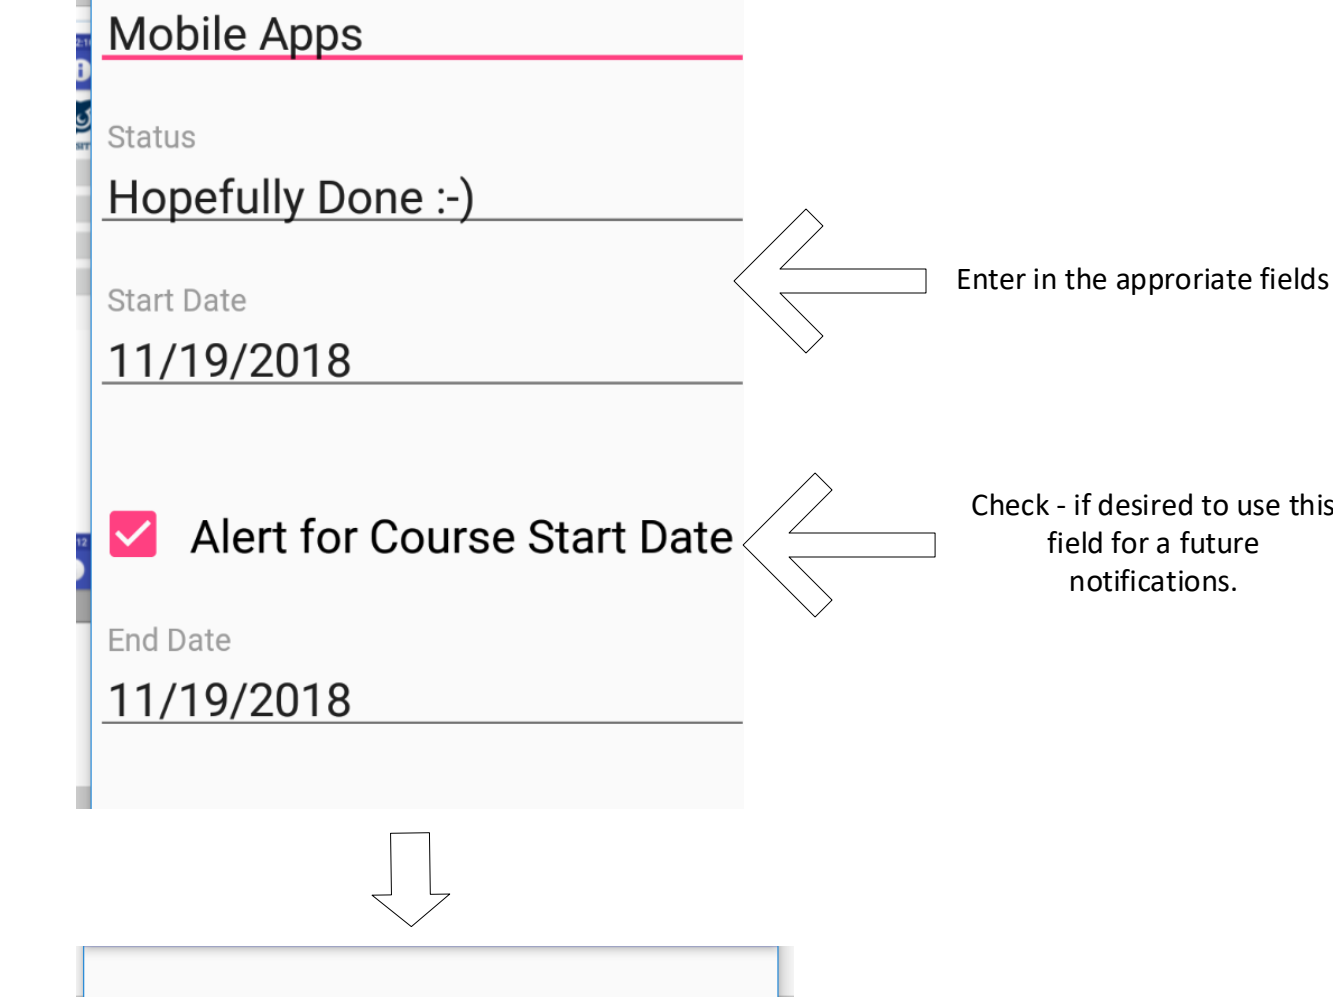 Mobile Apps
Status
Hopefully Done :-)
Start Date
11/19/2018
Enter in the approriate fields
Alert for Course Start Date
Check - if desired to use this
field for a future
notifications.
End Date
11/19/2018